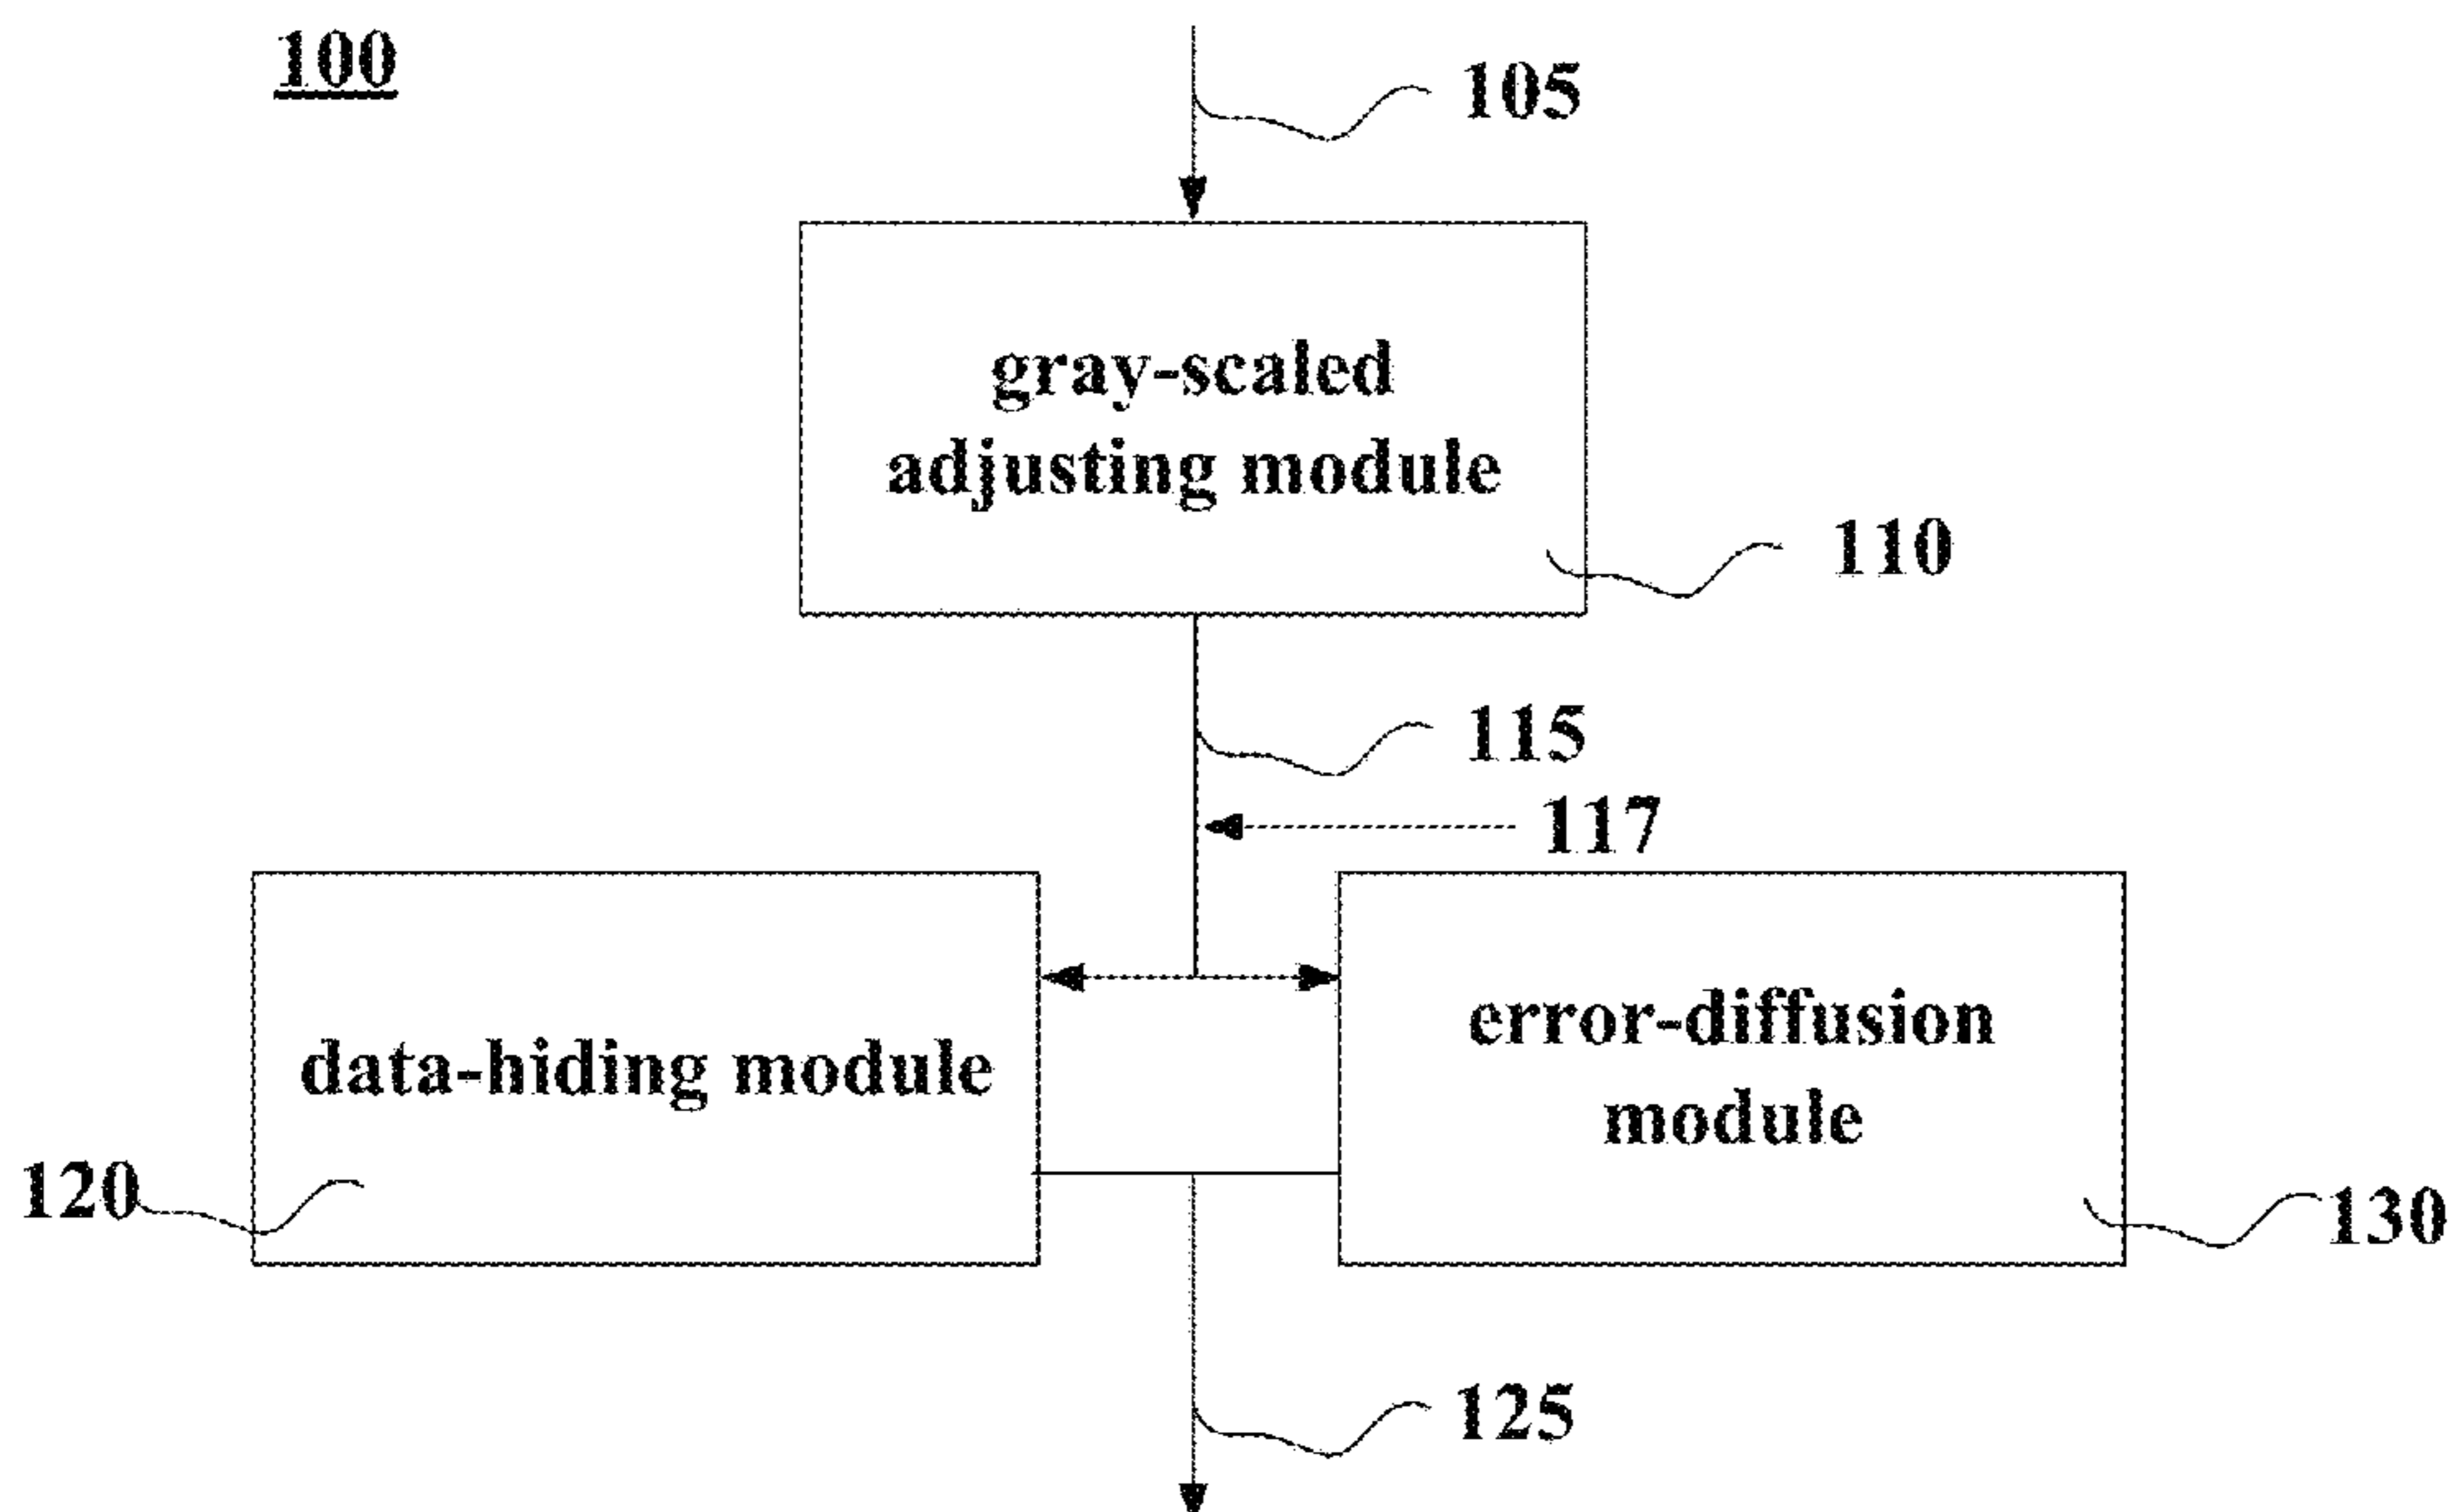 100
105
gray-scaled
adjusting module
110
115
117
data-hiding module
error-diffusion
module
120
130
125